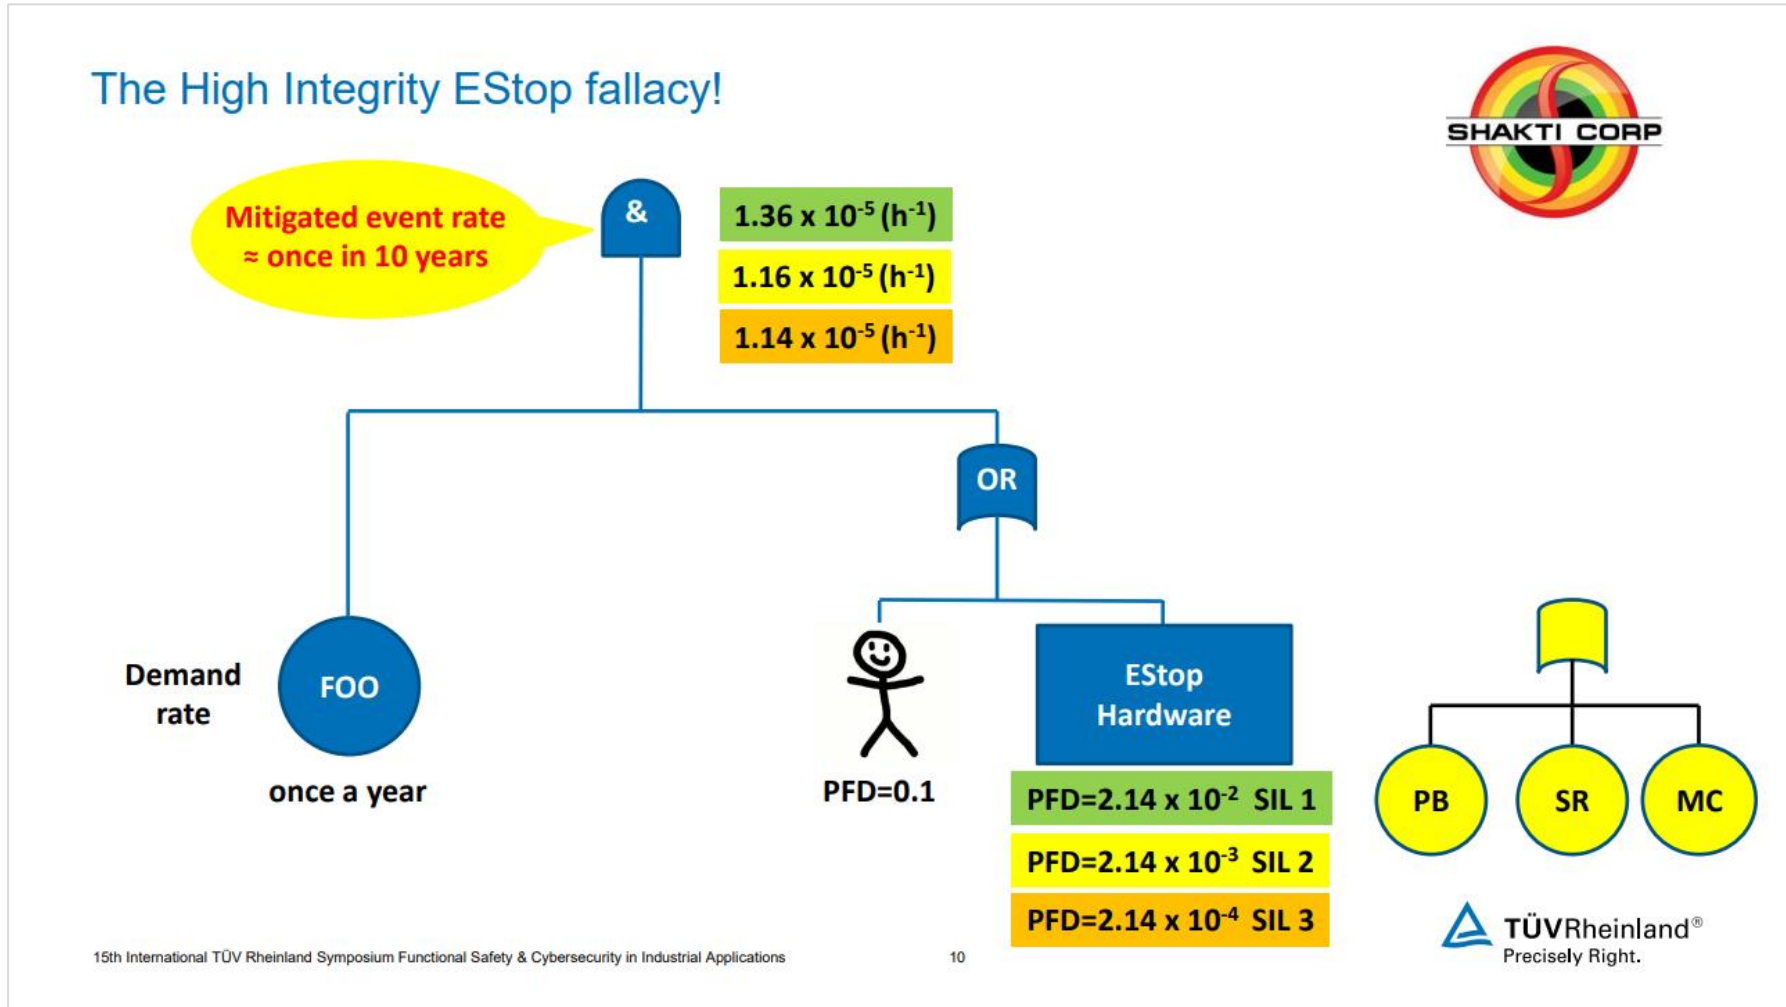 The High Integrity EStop fallacy!
SHAKTI CORP
Mitigated event rate
≈ once in 10 years
&
1.36 x 10⁻⁵ (h⁻¹)
1.16 x 10⁻⁵ (h⁻¹)
1.14 x 10⁻⁵ (h⁻¹)
OR
Demand
rate
FOO
once a year
PFD=0.1
EStop
Hardware
PFD=2.14 x 10⁻² SIL 1
PFD=2.14 x 10⁻³ SIL 2
PFD=2.14 x 10⁻⁴ SIL 3
PB
SR
MC
15th International TÜV Rheinland Symposium Functional Safety & Cybersecurity in Industrial Applications
10
TÜVRheinland®
Precisely Right.